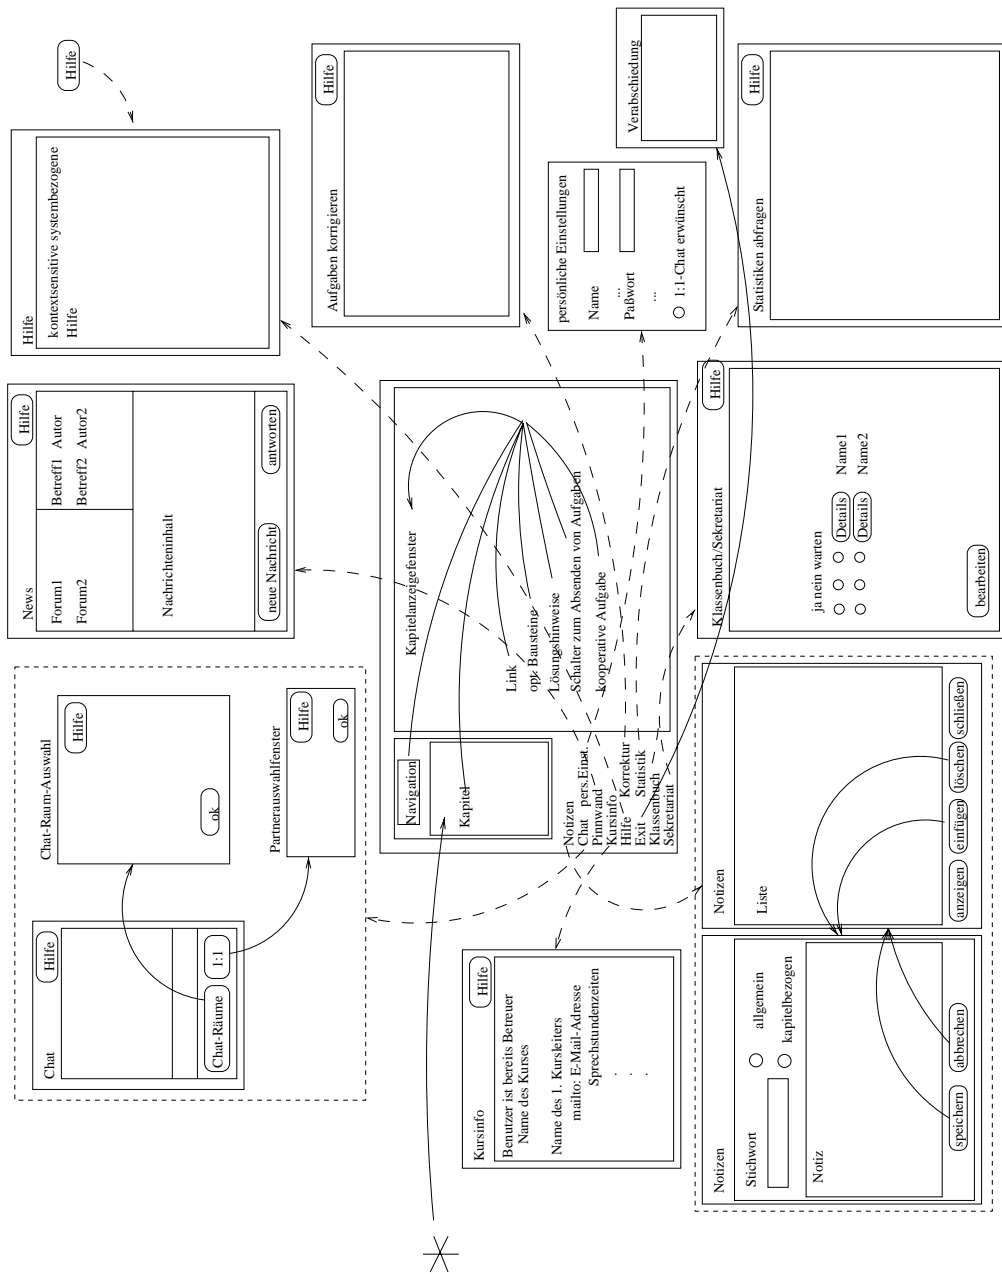 Chat
Hilfe
Chat-Räume
1:1
Chat-Raum-Auswahl
Hilfe
ok
Partnerauswahlfenster
Hilfe
ok
News
Hilfe
Forum1
Forum2
Betreff1 Autor
Betreff2 Autor2
Nachrichteninhalt
neue Nachricht
antworten
Hilfe
kontextsensitive systembezogene
Hilfe
Hilfe
Aufgaben korrigieren
Hilfe
Kursinfo
Hilfe
Benutzer ist bereits Betreuer
Name des Kurses
Name des 1. Kursleiters
mailto: E-Mail-Adresse
Sprechstundenzeiten
.
.
.
Navigation
Kapitel
Notizen
Chat pers.Einst.
Pinnwand
Kursinfo
Hilfe Korrektur
Exit Statistik
Klassenbuch
Sekretariat
Kapitelanzeigefenster
Link
opt. Bausteine
Lösungshinweise
Schalter zum Absenden von Aufgaben
kooperative Aufgabe
persönliche Einstellungen
Name
...
Paßwort
...
1:1-Chat erwünscht
Verabschiedung
Notizen
Stichwort
allgemein
kapitelbezogen
Notiz
speichern
abbrechen
Notizen
Liste
anzeigen
einfügen
löschen
schließen
Klassenbuch/Sekretariat
Hilfe
ja nein warten
Details Name1
Details Name2
bearbeiten
Statistiken abfragen
Hilfe